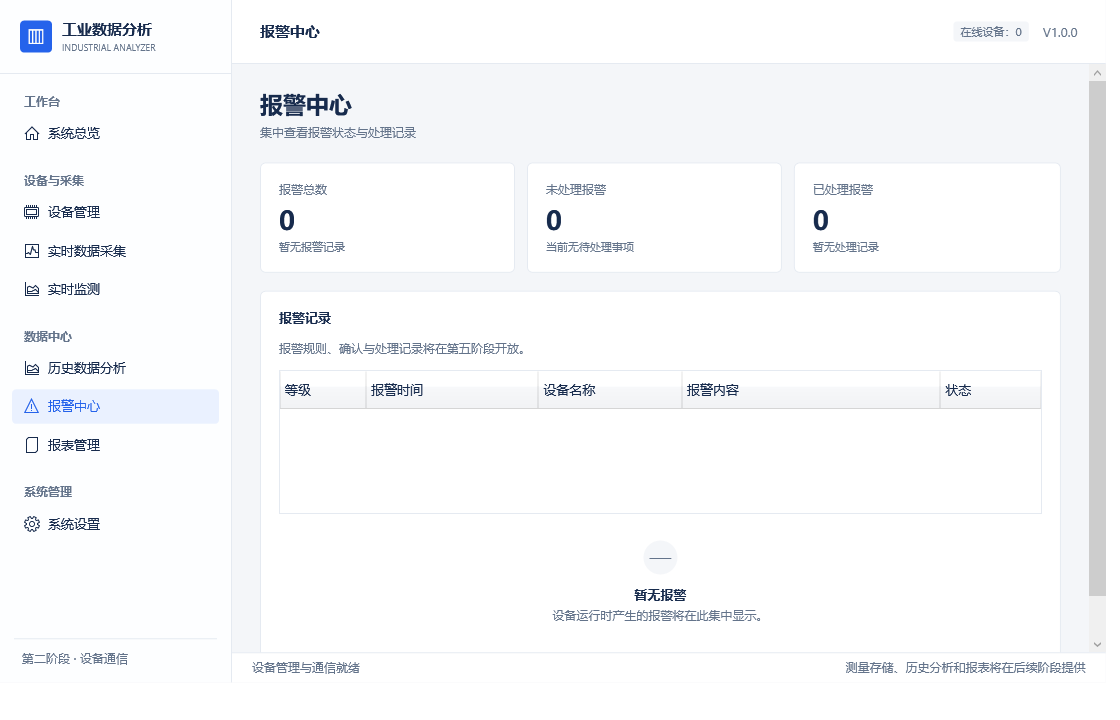 工业数据分析
INDUSTRIAL ANALYZER
报警中心
在线设备: 0
V1.0.0
工作台
系统总览
设备与采集
设备管理
实时数据采集
实时监测
数据中心
历史数据分析
报警中心
报表管理
系统管理
系统设置
第二阶段 · 设备通信
报警中心
集中查看报警状态与处理记录
报警总数
0
暂无报警记录
未处理报警
0
当前无待处理事项
已处理报警
0
暂无处理记录
报警记录
报警规则、确认与处理记录将在第五阶段开放。
等级 报警时间 设备名称 报警内容 状态
暂无报警
设备运行时产生的报警将在此集中显示。
设备管理与通信就绪
测量存储、历史分析和报表将在后续阶段提供